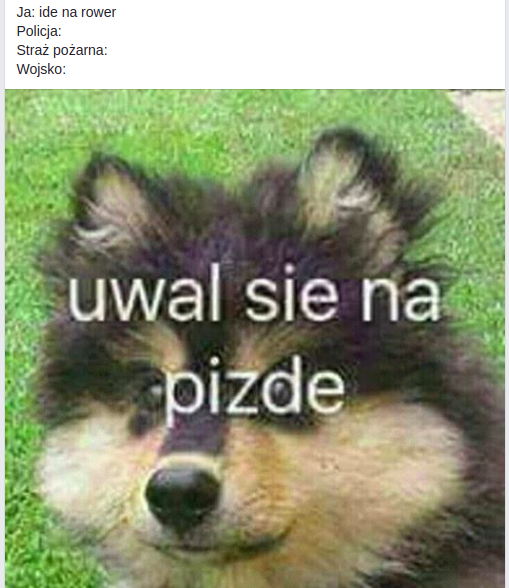 Ja: ide na rower
Policja:
Straż pożarna:
Wojsko:
uwal sie na
pizde